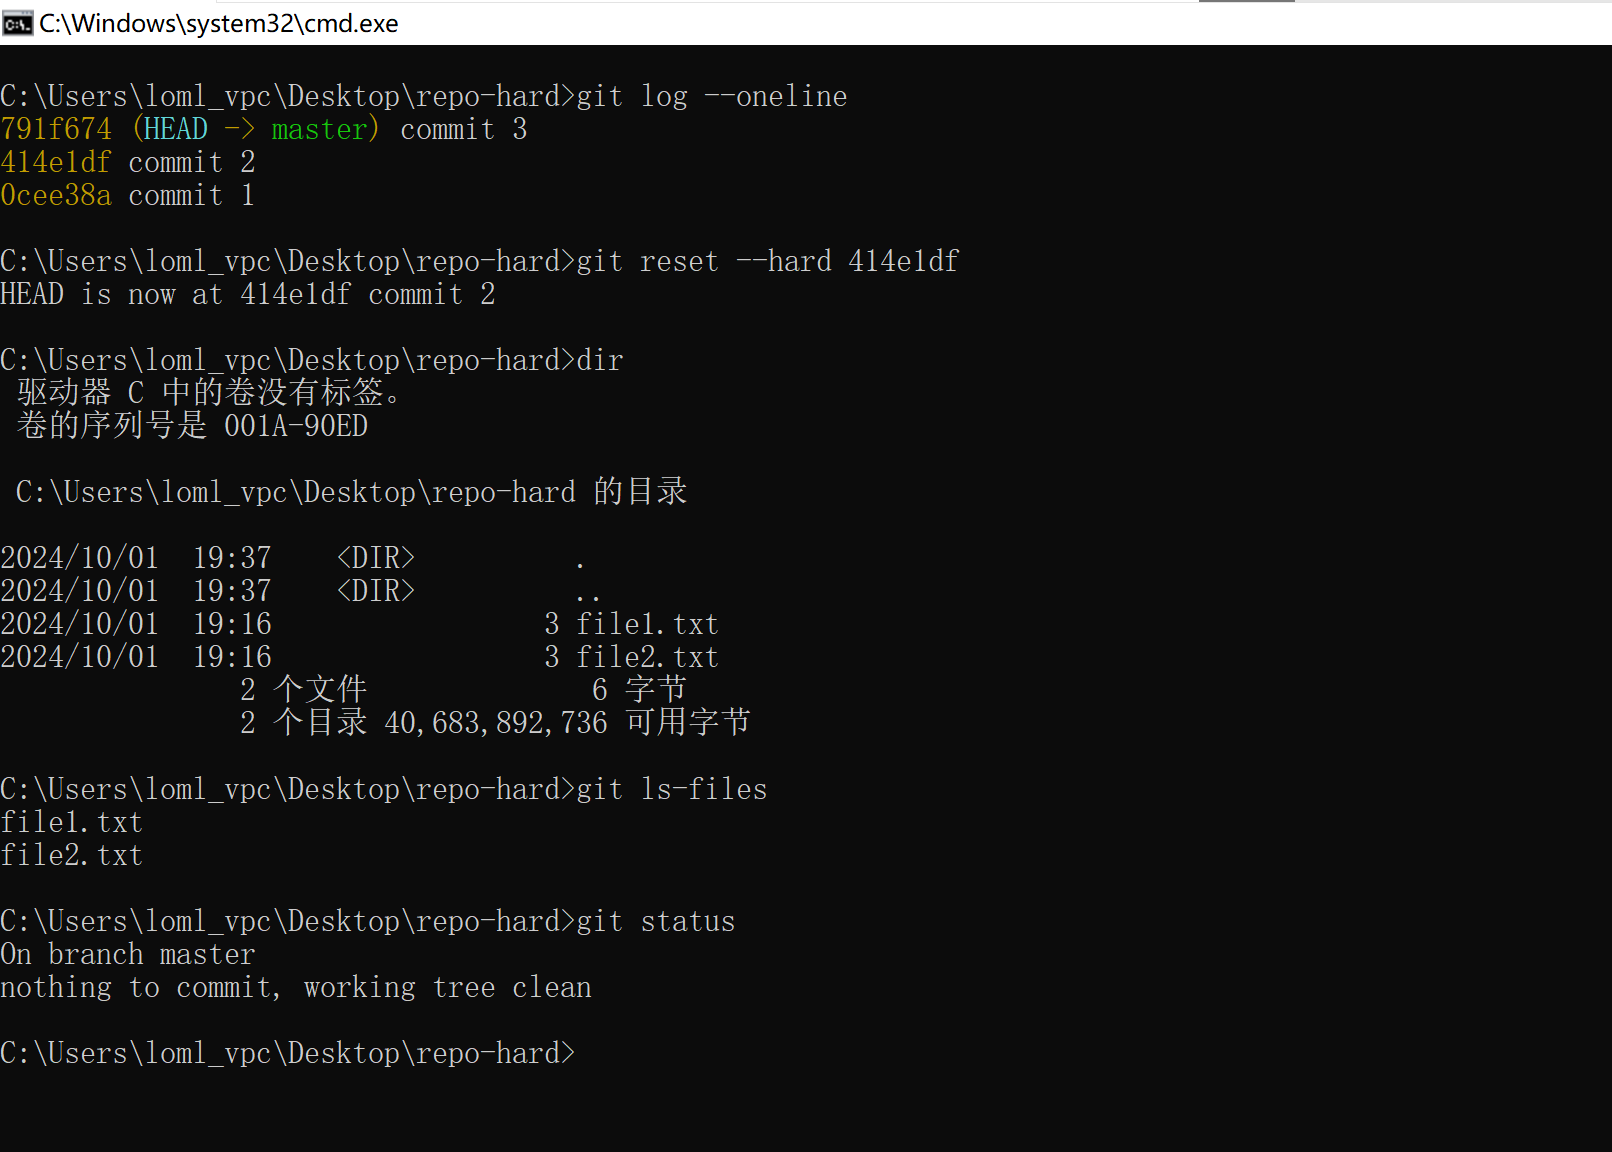 C:\Windows\system32\cmd.exe
C:\Users\loml_vpc\Desktop\repo-hard>git log --oneline
791f674 (HEAD -> master) commit 3
414e1df commit 2
0cee38a commit 1
C:\Users\loml_vpc\Desktop\repo-hard>git reset --hard 414e1df
HEAD is now at 414e1df commit 2
C:\Users\loml_vpc\Desktop\repo-hard>dir
驱动器 C 中的卷没有标签。
卷的序列号是 001A-90ED
C:\Users\loml_vpc\Desktop\repo-hard 的目录
2024/10/01  19:37    <DIR>          .
2024/10/01  19:37    <DIR>          ..
2024/10/01  19:16                 3 file1.txt
2024/10/01  19:16                 3 file2.txt
2 个文件              6 字节
2 个目录 40,683,892,736 可用字节
C:\Users\loml_vpc\Desktop\repo-hard>git ls-files
file1.txt
file2.txt
C:\Users\loml_vpc\Desktop\repo-hard>git status
On branch master
nothing to commit, working tree clean
C:\Users\loml_vpc\Desktop\repo-hard>